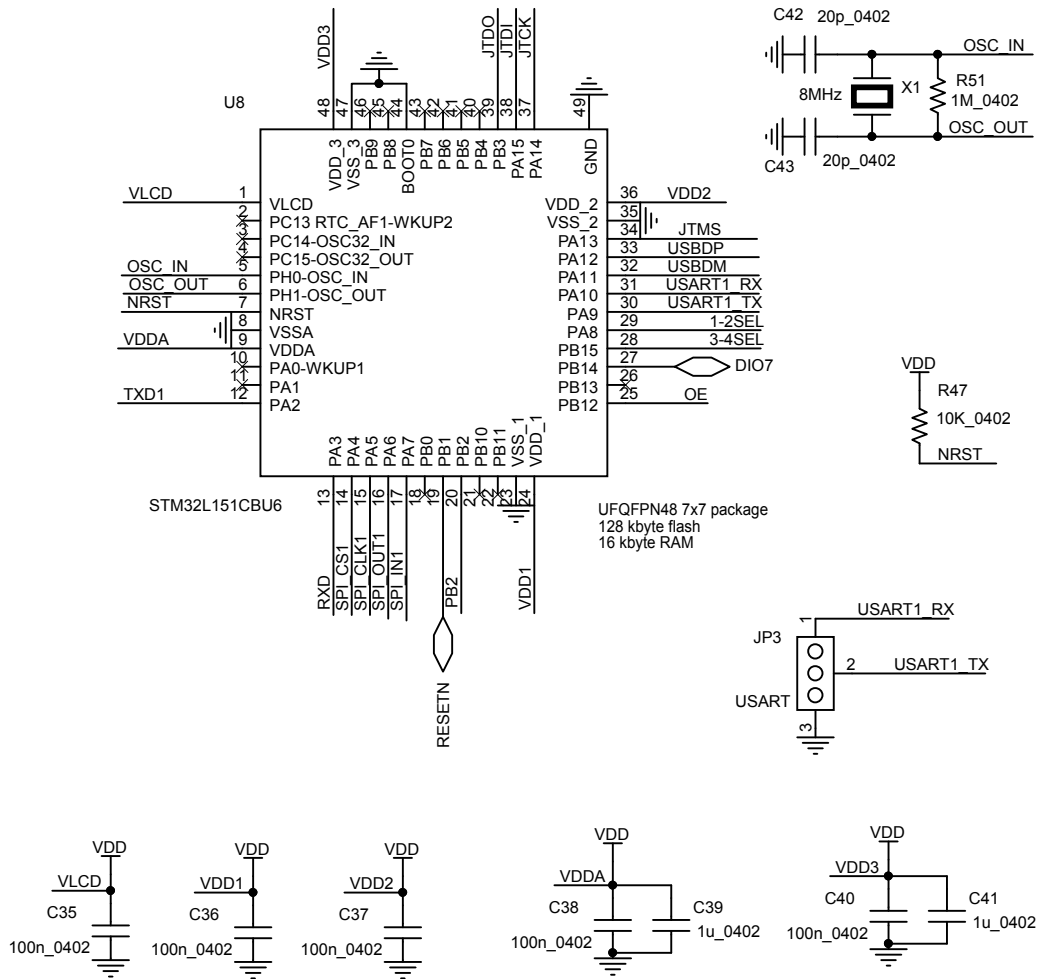 C42
20p_0402
OSC_IN
8MHz
X1
R51
1M_0402
OSC_OUT
C43
20p_0402
U8
VDD3
JTDO
JTDI
JTCK
48
47
46
45
44
43
42
41
40
39
38
37
49
VDD_3
VSS_3
PB9
PB8
BOOT0
PB7
PB6
PB5
PB4
PB3
PA15
PA14
GND
VLCD
1
VLCD
2
PC13 RTC_AF1-WKUP2
3
PC14-OSC32_IN
4
PC15-OSC32_OUT
OSC_IN
5
PH0-OSC_IN
OSC_OUT
6
PH1-OSC_OUT
NRST
7
NRST
8
VSSA
VDDA
9
VDDA
10
PA0-WKUP1
11
PA1
TXD1
12
PA2
VDD_2
36
VDD2
VSS_2
35
PA13
34
JTMS
PA12
33
USBDP
PA11
32
USBDM
PA10
31
USART1_RX
PA9
30
USART1_TX
PA8
29
1-2SEL
PB15
28
3-4SEL
PB14
27
DIO7
PB13
26
PB12
25
OE
PA3
PA4
PA5
PA6
PA7
PB0
PB1
PB2
PB10
PB11
VSS_1
VDD_1
13
14
15
16
17
18
19
20
21
22
23
24
RXD
SPI_CS1
SPI_CLK1
SPI_OUT1
SPI_IN1
RESETN
PB2
VDD1
STM32L151CBU6
UFQFPN48 7x7 package
128 kbyte flash
16 kbyte RAM
VDD
R47
10K_0402
NRST
JP3
USART
1
USART1_RX
2
USART1_TX
3
VDD
VLCD
C35
100n_0402
VDD
VDD1
C36
100n_0402
VDD
VDD2
C37
100n_0402
VDD
VDDA
C38
100n_0402
C39
1u_0402
VDD
VDD3
C40
100n_0402
C41
1u_0402